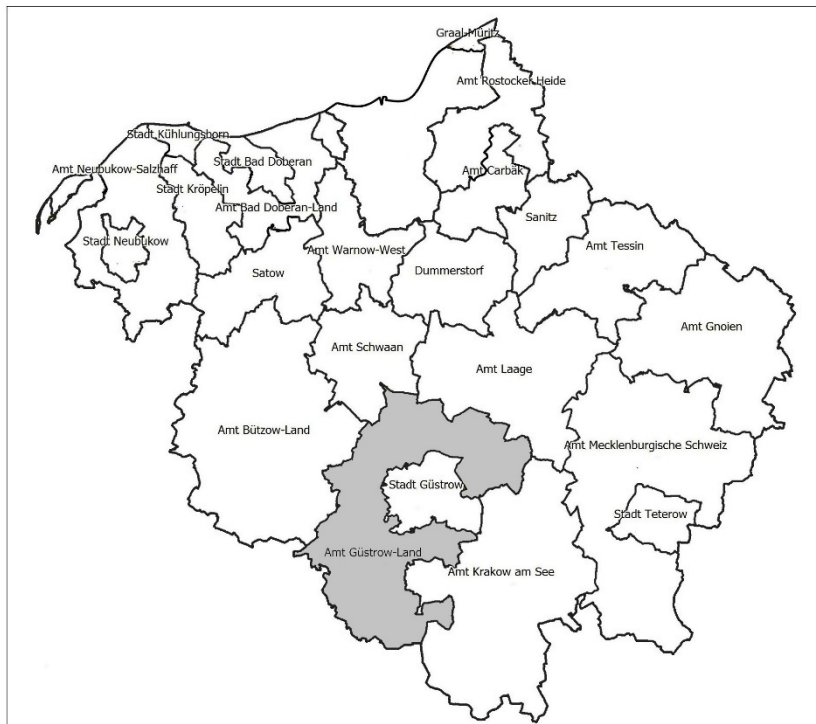 Graal-Müritz
Amt Rostocker Heide
Stadt Kühlungsborn
Stadt Bad Doberan
Amt Neubukow-Salzhaff
Amt Carbäk
Stadt Kröpelin
Amt Bad Doberan-Land
Sanitz
Stadt Neubukow
Amt Warnow-West
Amt Tessin
Satow
Dummerstorf
Amt Gnoien
Amt Schwaan
Amt Laage
Amt Bützow-Land
Amt Mecklenburgische Schweiz
Stadt Güstrow
Stadt Teterow
Amt Güstrow-Land
Amt Krakow am See